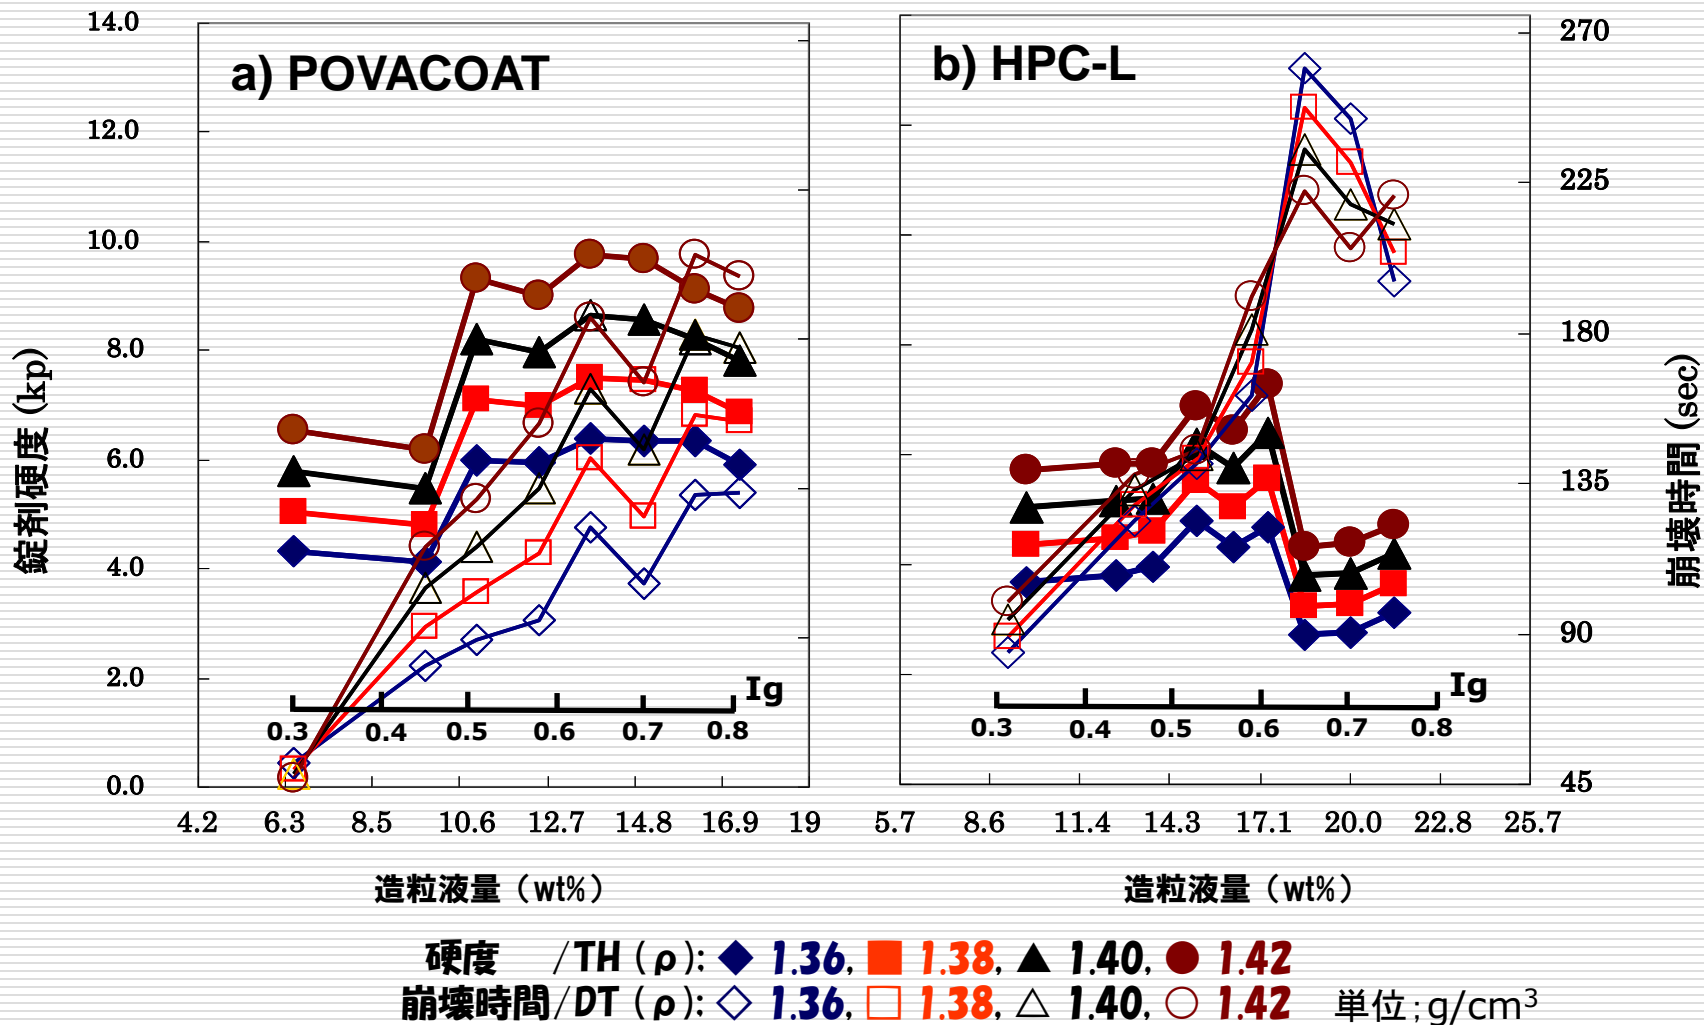 a) POVACOAT
b) HPC-L
錠剤硬度 (kp)
14.0
12.0
10.0
8.0
6.0
4.0
2.0
0.0
Ig
0.3 0.4 0.5 0.6 0.7 0.8
4.2 6.3 8.5 10.6 12.7 14.8 16.9 19
造粒液量（wt%）
Ig
0.3 0.4 0.5 0.6 0.7 0.8
5.7 8.6 11.4 14.3 17.1 20.0 22.8 25.7
造粒液量（wt%）
270
225
180
135
90
45
崩壊時間 (sec)
硬度 /TH (ρ): 1.36, 1.38, 1.40, 1.42
崩壊時間/DT (ρ): 1.36, 1.38, 1.40, 1.42 単位;g/cm³